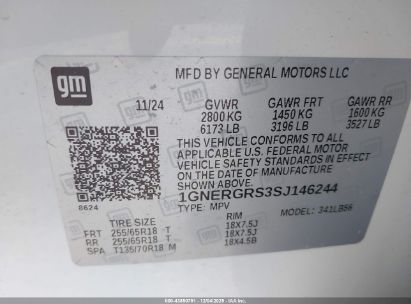 gm
MFD BY GENERAL MOTORS LLC
11/24 GVWR GAWR FRT GAWR RR
2800 KG 1450 KG 1600 KG
6173 LB 3196 LB 3527 LB
THIS VEHICLE CONFORMS TO ALL
APPLICABLE U.S. FEDERAL MOTOR
VEHICLE SAFETY STANDARDS IN EFFECT ON
THE DATE OF MANUFACTURE SHOWN ABOVE.
1GNERGRS3SJ146244
8624 TYPE: MPV MODEL:
TIRE SIZE RIM
FRT 255/65R18 T 18X7.5J
RR 255/65R18 T 18X7.5J
SPA T135/70R18 M 18X4.5B